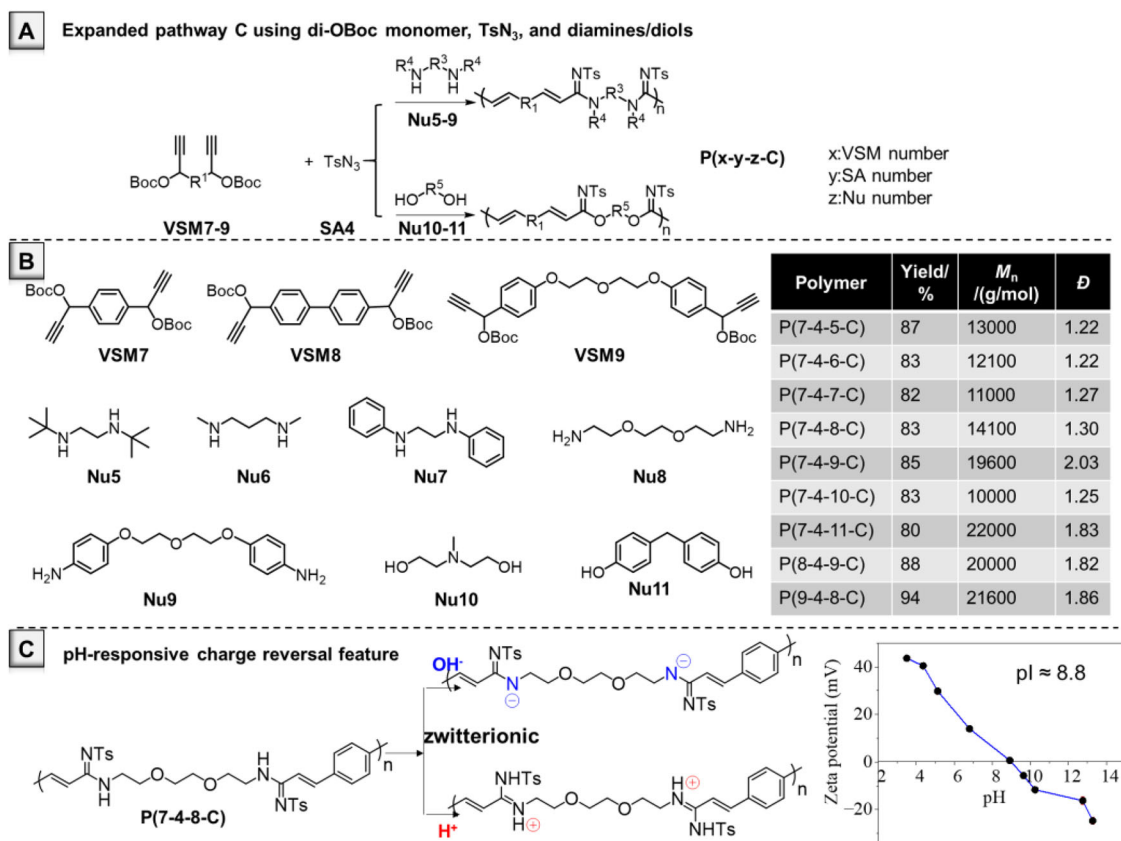 A
Expanded pathway C using di-OBoc monomer, TsN₃, and diamines/diols
R⁴ N H R³ N H R⁴
Nu5-9
NTs R³ NTs
R₁ N N n
R⁴ R⁴
BocO R¹ OBoc
VSM7-9
+ TsN₃
SA4
HO R⁵ OH
Nu10-11
NTs R⁵ NTs
R₁ O O n
P(x-y-z-C)
x:VSM number
y:SA number
z:Nu number
B
BocO
OBoc
VSM7
BocO
OBoc
VSM8
O O O
OBoc OBoc
VSM9
H
N
N
H
Nu5
N N
H H
Nu6
N H
H N
Nu7
NH₂ O O NH₂
Nu8
O O O
H₂N NH₂
Nu9
HO N OH
Nu10
HO OH
Nu11
Polymer Yield/% Mn/(g/mol) Đ
P(7-4-5-C) 87 13000 1.22
P(7-4-6-C) 83 12100 1.22
P(7-4-7-C) 82 11000 1.27
P(7-4-8-C) 83 14100 1.30
P(7-4-9-C) 85 19600 2.03
P(7-4-10-C) 83 10000 1.25
P(7-4-11-C) 80 22000 1.83
P(8-4-9-C) 88 20000 1.82
P(9-4-8-C) 94 21600 1.86
C
pH-responsive charge reversal feature
NTs
N H O O H N
NTs
n
P(7-4-8-C)
zwitterionic
OH⁻
NTs
N O O N
NTs
n
H⁺
NHTs
N H O O H N
NHTs
n
Zeta potential (mV)
40
20
0
−20
2 4 6 8 10 12 14
pH
pI ≈ 8.8